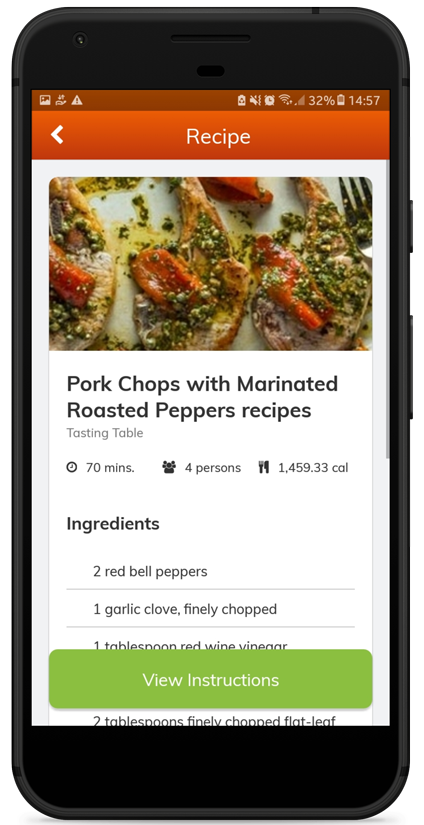 32% 14:57
Recipe
Pork Chops with Marinated
Roasted Peppers recipes
Tasting Table
70 mins. 4 persons 1,459.33 cal
Ingredients
2 red bell peppers
1 garlic clove, finely chopped
1 tablespoon red wine vinegar
View Instructions
2 tablespoons finely chopped flat-leaf